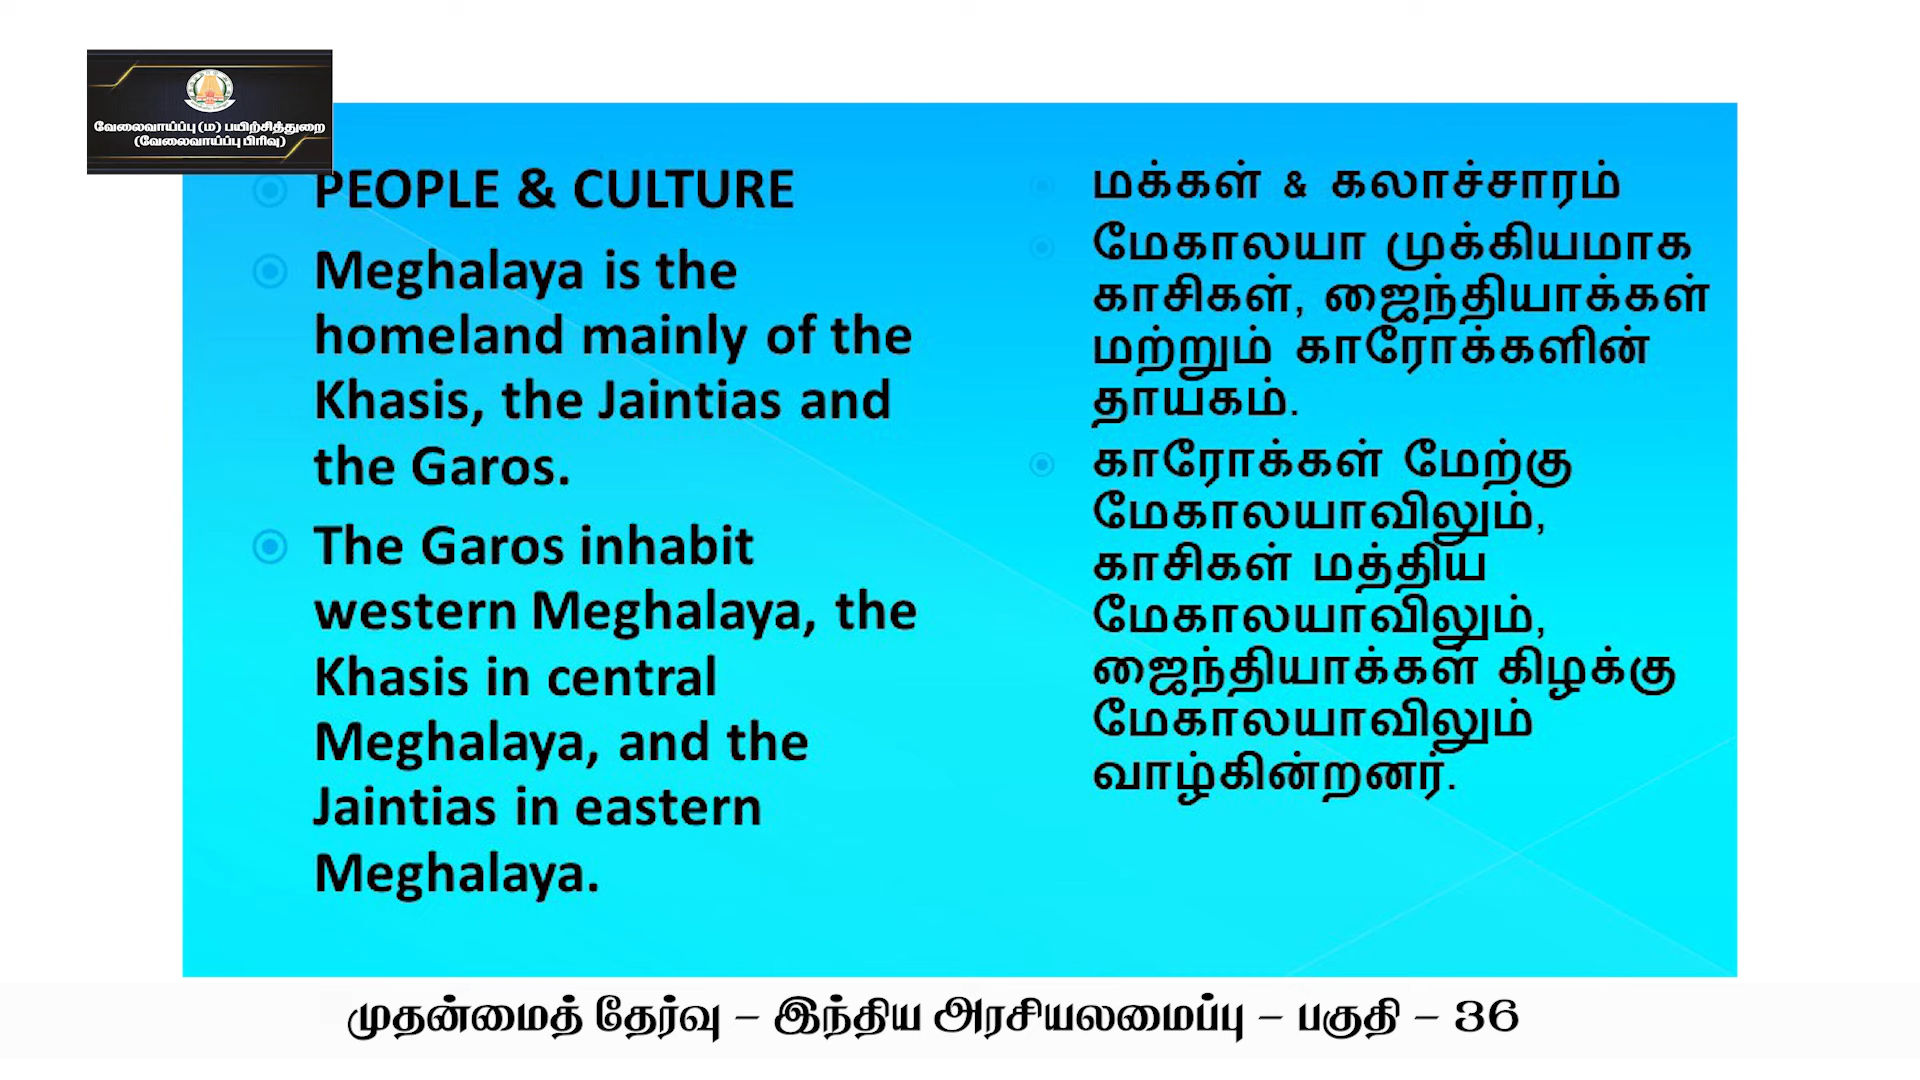 வேலைவாய்ப்பு (ம) பயிற்சித்துறை
(வேலைவாய்ப்பு பிரிவு)
PEOPLE & CULTURE
Meghalaya is the
homeland mainly of the
Khasis, the Jaintias and
the Garos.
The Garos inhabit
western Meghalaya, the
Khasis in central
Meghalaya, and the
Jaintias in eastern
Meghalaya.
மக்கள் & கலாச்சாரம்
மேகாலயா முக்கியமாக
காசிகள், ஜைந்தியாக்கள்
மற்றும் காரோக்களின்
தாயகம்.
காரோக்கள் மேற்கு
மேகாலயாவிலும்,
காசிகள் மத்திய
மேகாலயாவிலும்,
ஜைந்தியாக்கள் கிழக்கு
மேகாலயாவிலும்
வாழ்கின்றனர்.
முதன்மைத் தேர்வு – இந்திய அரசியலமைப்பு – பகுதி – 36